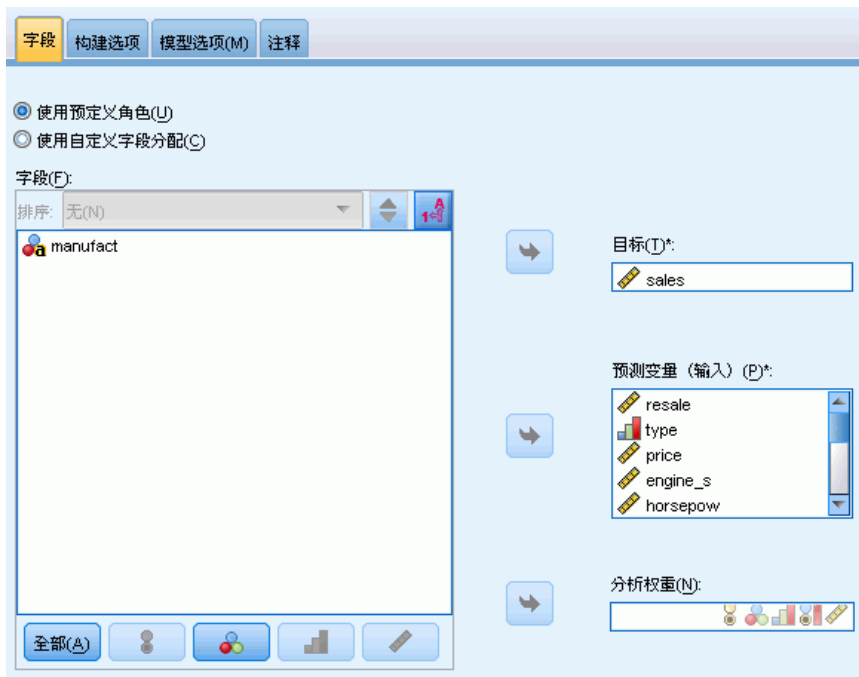 字段 构建选项 模型选项(M) 注释
使用预定义角色(U)
使用自定义字段分配(C)
字段(F):
排序: 无(N)
manufact
目标(T)*:
sales
预测变量（输入）(P)*:
resale
type
price
engine_s
horsepow
分析权重(N):
全部(A)